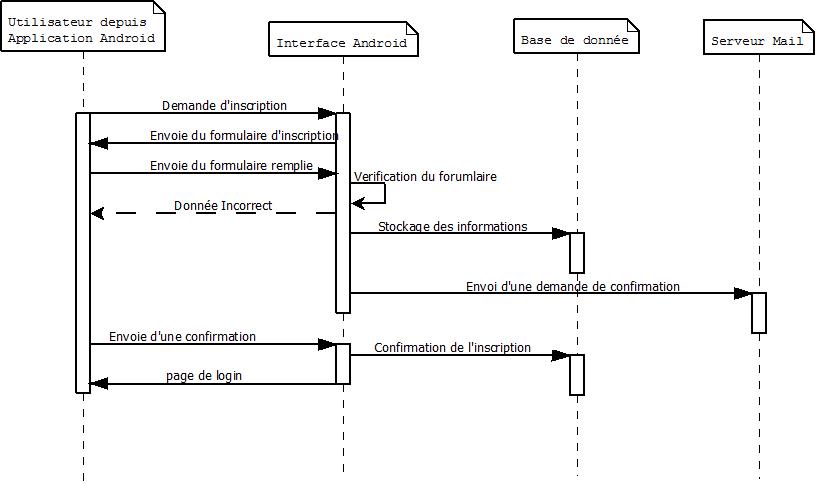 Utilisateur depuis
Application Android
Interface Android
Base de donnée
Serveur Mail
Demande d'inscription
Envoie du formulaire d'inscription
Envoie du formulaire remplie
Verification du forumlaire
Donnée Incorrect
Stockage des informations
Envoi d'une demande de confirmation
Envoie d'une confirmation
Confirmation de l'inscription
page de login